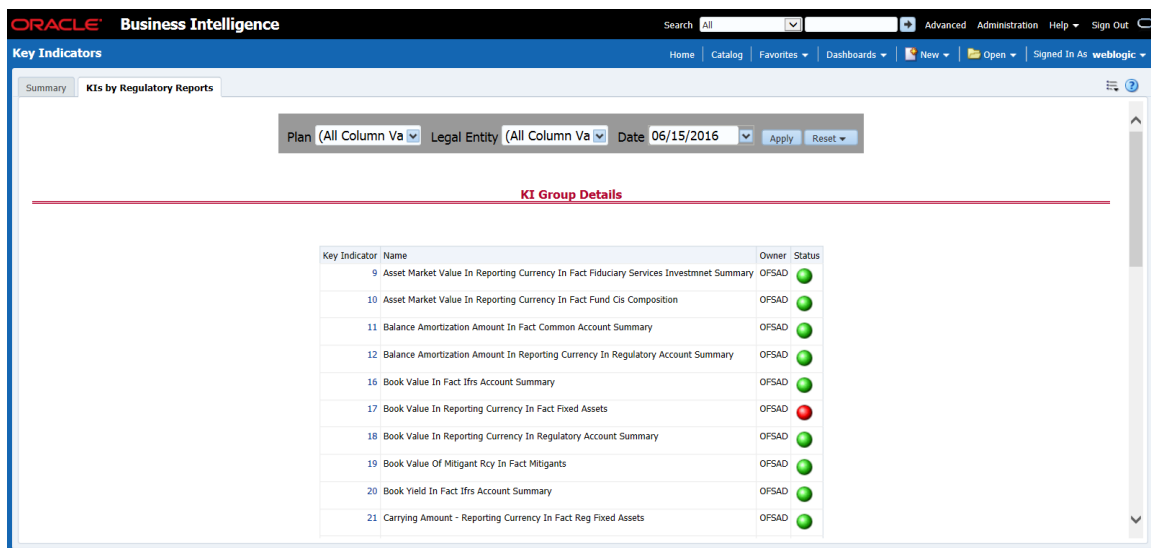 ORACLE Business Intelligence Search All Advanced Administration Help Sign Out
Key Indicators Home Catalog Favorites Dashboards New Open Signed In As weblogic
Summary KIs by Regulatory Reports
Plan (All Column Va Legal Entity (All Column Va Date 06/15/2016 Apply Reset
KI Group Details
Key Indicator Name Owner Status
9 Asset Market Value In Reporting Currency In Fact Fiduciary Services Investmnet Summary OFSAD
10 Asset Market Value In Reporting Currency In Fact Fund Cis Composition OFSAD
11 Balance Amortization Amount In Fact Common Account Summary OFSAD
12 Balance Amortization Amount In Reporting Currency In Regulatory Account Summary OFSAD
16 Book Value In Fact Ifrs Account Summary OFSAD
17 Book Value In Reporting Currency In Fact Fixed Assets OFSAD
18 Book Value In Reporting Currency In Regulatory Account Summary OFSAD
19 Book Value Of Mitigant Rcy In Fact Mitigants OFSAD
20 Book Yield In Fact Ifrs Account Summary OFSAD
21 Carrying Amount - Reporting Currency In Fact Reg Fixed Assets OFSAD